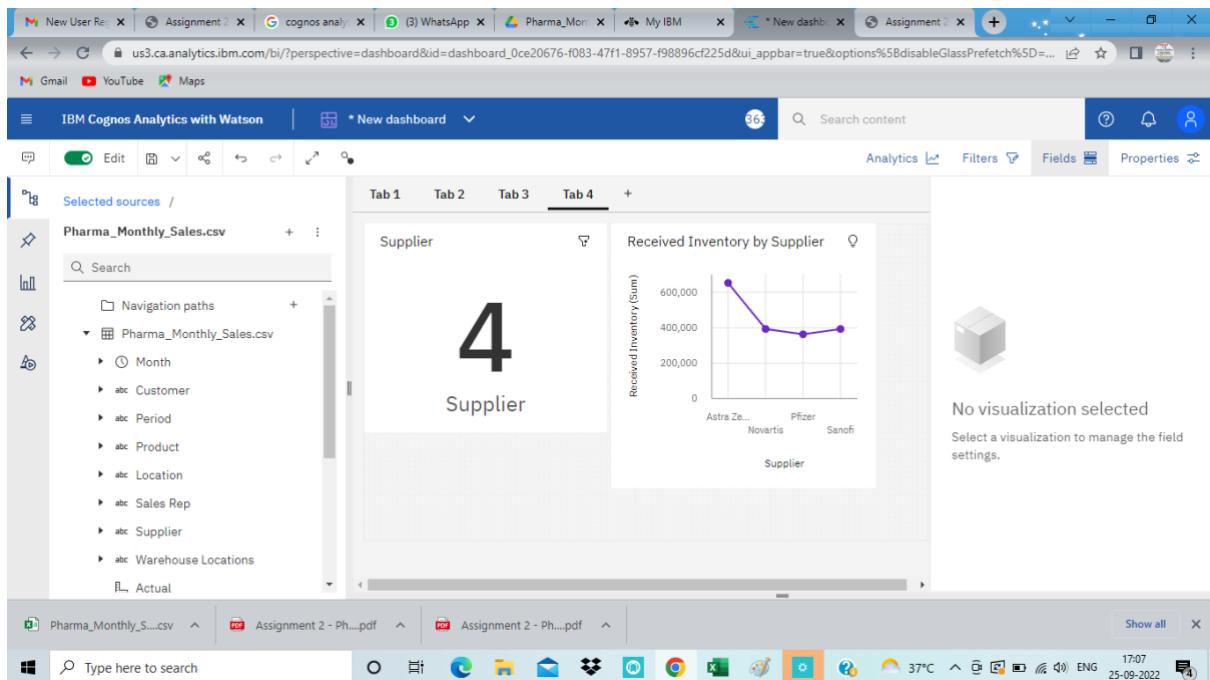 New User Re
Assignment 2
cognos analy
(3) WhatsApp
Pharma_Mon
My IBM
* New dashbo
Assignment 2
us3.ca.analytics.ibm.com/bi/?perspective=dashboard&id=dashboard_0ce20676-f083-47f1-8957-f98896cf225d&ui_appbar=true&options%5BdisableGlassPrefetch%5D=...
Gmail YouTube Maps
IBM Cognos Analytics with Watson
* New dashboard
363
Search content
Edit
Analytics Filters Fields Properties
Selected sources /
Pharma_Monthly_Sales.csv
Search
Navigation paths
Pharma_Monthly_Sales.csv
Month
abc Customer
abc Period
abc Product
abc Location
abc Sales Rep
abc Supplier
abc Warehouse Locations
Actual
Tab 1 Tab 2 Tab 3 Tab 4 +
Supplier
4
Supplier
Received Inventory by Supplier
Received Inventory (Sum)
600,000
400,000
200,000
0
Astra Ze... Pfizer
Novartis Sanofi
Supplier
No visualization selected
Select a visualization to manage the field
settings.
Pharma_Monthly_S....csv
PDF Assignment 2 - Ph....pdf
PDF Assignment 2 - Ph....pdf
Show all
Type here to search
37°C
ENG
17:07
25-09-2022
4